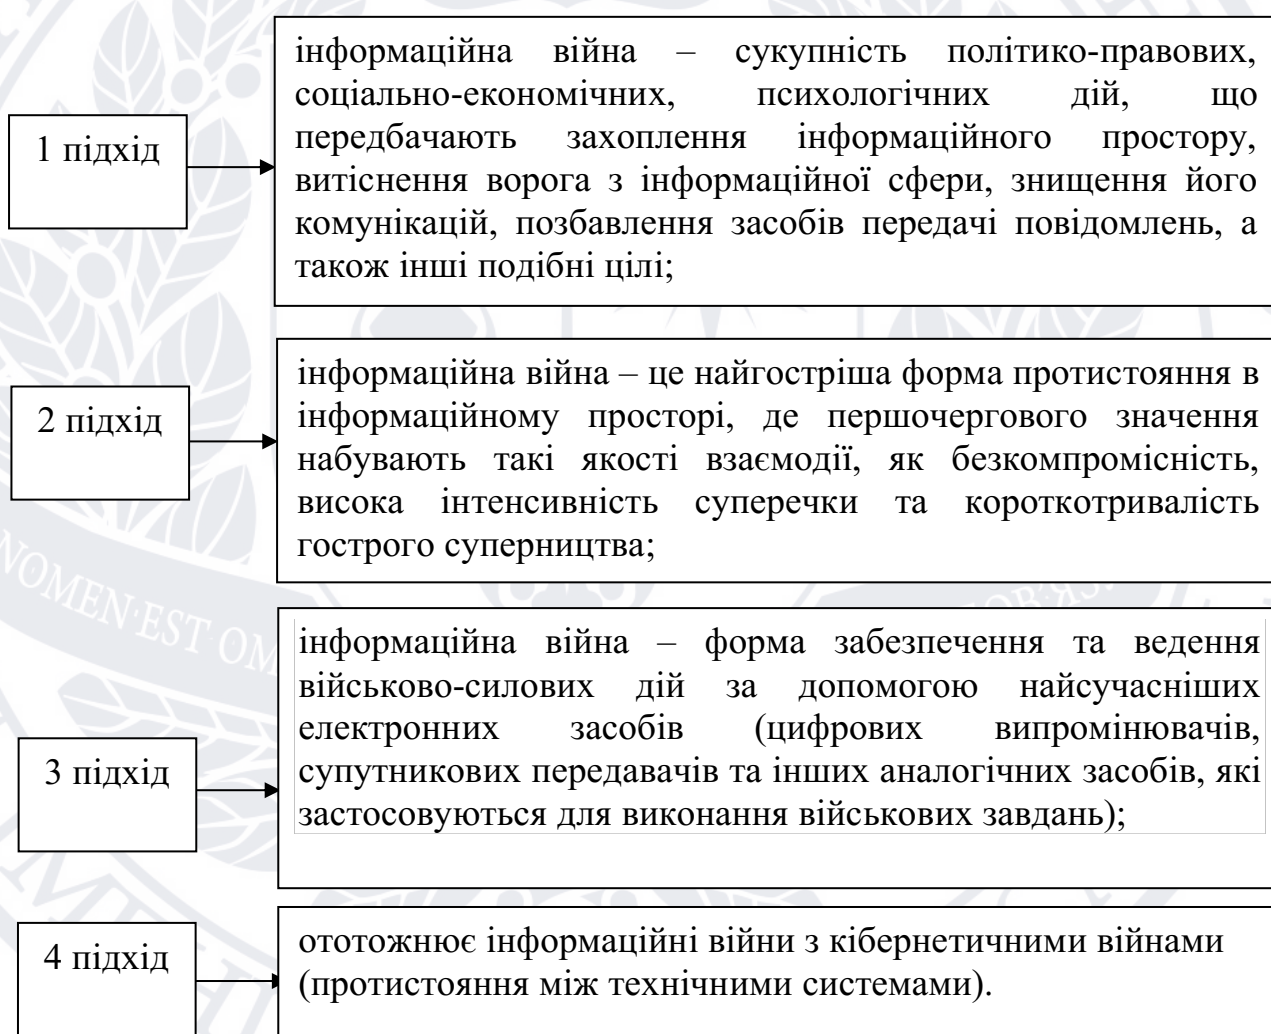 інформаційна війна – сукупність політико-правових,
соціально-економічних, психологічних дій, що
1 підхід
передбачають захоплення інформаційного простору,
витіснення ворога з інформаційної сфери, знищення його
комунікацій, позбавлення засобів передачі повідомлень, а
також інші подібні цілі;
2 підхід
інформаційна війна – це найгостріша форма протистояння в
інформаційному просторі, де першочергового значення
набувають такі якості взаємодії, як безкомпромісність,
висока інтенсивність суперечки та короткотривалість
гострого суперництва;
NOMEN EST OM
інформаційна війна – форма забезпечення та ведення
військово-силових дій за допомогою найсучасніших
електронних засобів (цифрових випромінювачів,
3 підхід
супутникових передавачів та інших аналогічних засобів, які
застосовуються для виконання військових завдань);
4 підхід
ототожнює інформаційні війни з кібернетичними війнами
(протистояння між технічними системами).